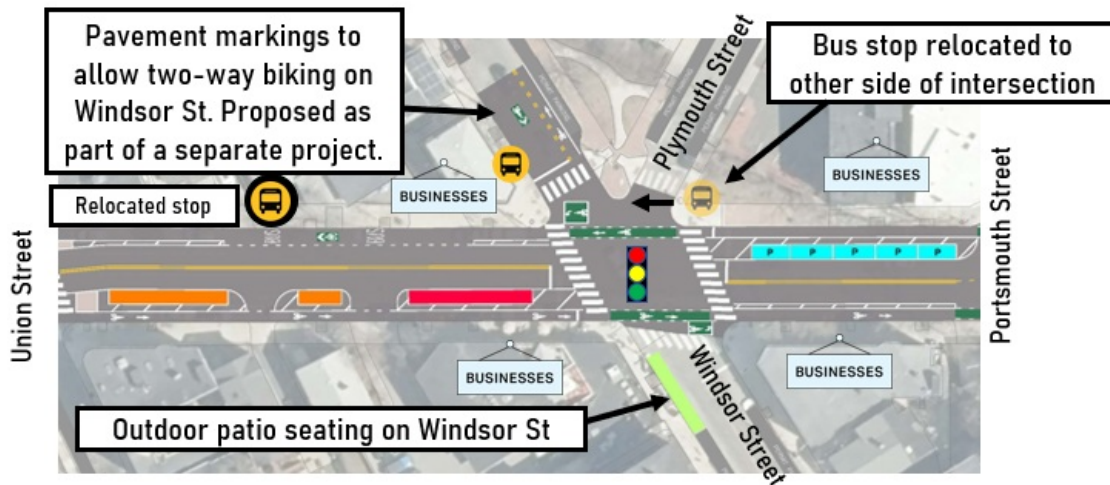 Pavement markings to
allow two-way biking on
Windsor St. Proposed as
part of a separate project.
Plymouth Street
Bus stop relocated to
other side of intersection
Relocated stop
BUSINESSES
BUSINESSES
BUS
BUS
P P P P P
Union Street
Portsmouth Street
BUSINESSES
BUSINESSES
Windsor Street
Outdoor patio seating on Windsor St